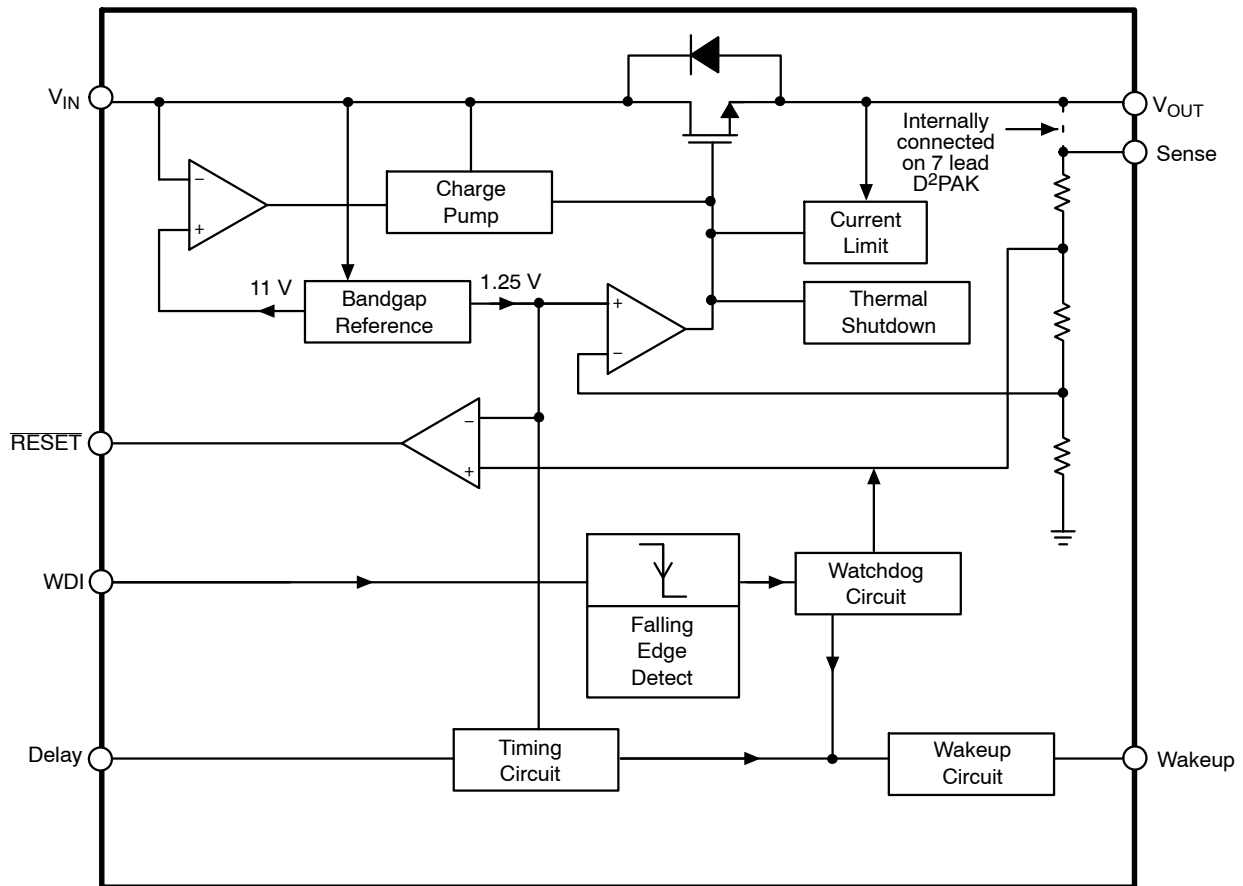 V_IN
V_OUT
Internally
connected
on 7 lead
D²PAK
Sense
−
+
Charge
Pump
Current
Limit
11 V
Bandgap
Reference
1.25 V
+
−
Thermal
Shutdown
RESET
−
+
WDI
Falling
Edge
Detect
Watchdog
Circuit
Delay
Timing
Circuit
Wakeup
Circuit
Wakeup